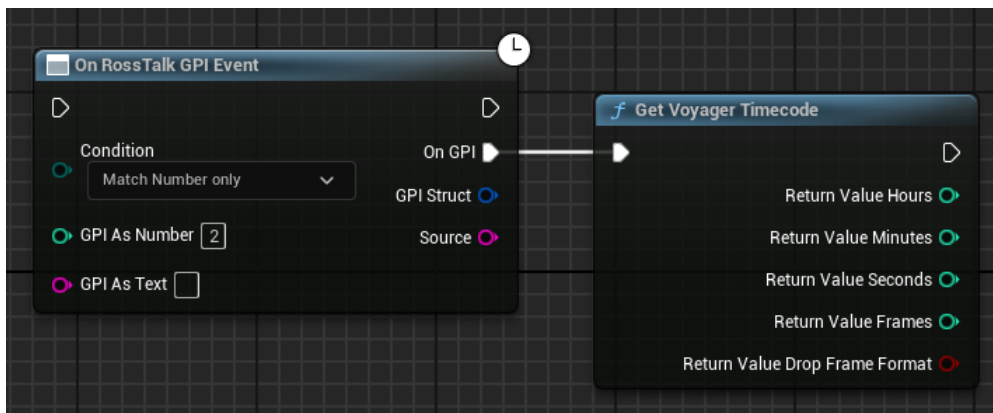 On RossTalk GPI Event
Condition
Match Number only
On GPI
GPI Struct
GPI As Number 2
Source
GPI As Text
f Get Voyager Timecode
Return Value Hours
Return Value Minutes
Return Value Seconds
Return Value Frames
Return Value Drop Frame Format